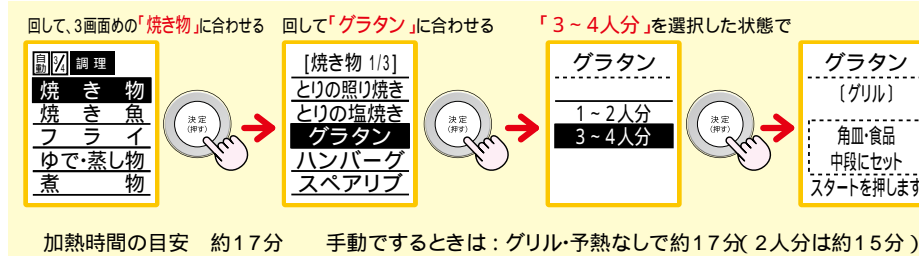 回して、3画面めの「焼き物」に合わせる
自動 3/4 調理
焼き物
焼き魚
フライ
ゆで・蒸し物
煮物
決定
(押す)
回して「グラタン」に合わせる
[焼き物 1/3]
とりの照り焼き
とりの塩焼き
グラタン
ハンバーグ
スペアリブ
決定
(押す)
「3~4人分」を選択した状態で
グラタン
1~2人分
3~4人分
決定
(押す)
グラタン
〔グリル〕
角皿・食品
中段にセット
スタートを押します
加熱時間の目安 約17分 手動でするときは:グリル・予熱なしで約17分(2人分は約15分)